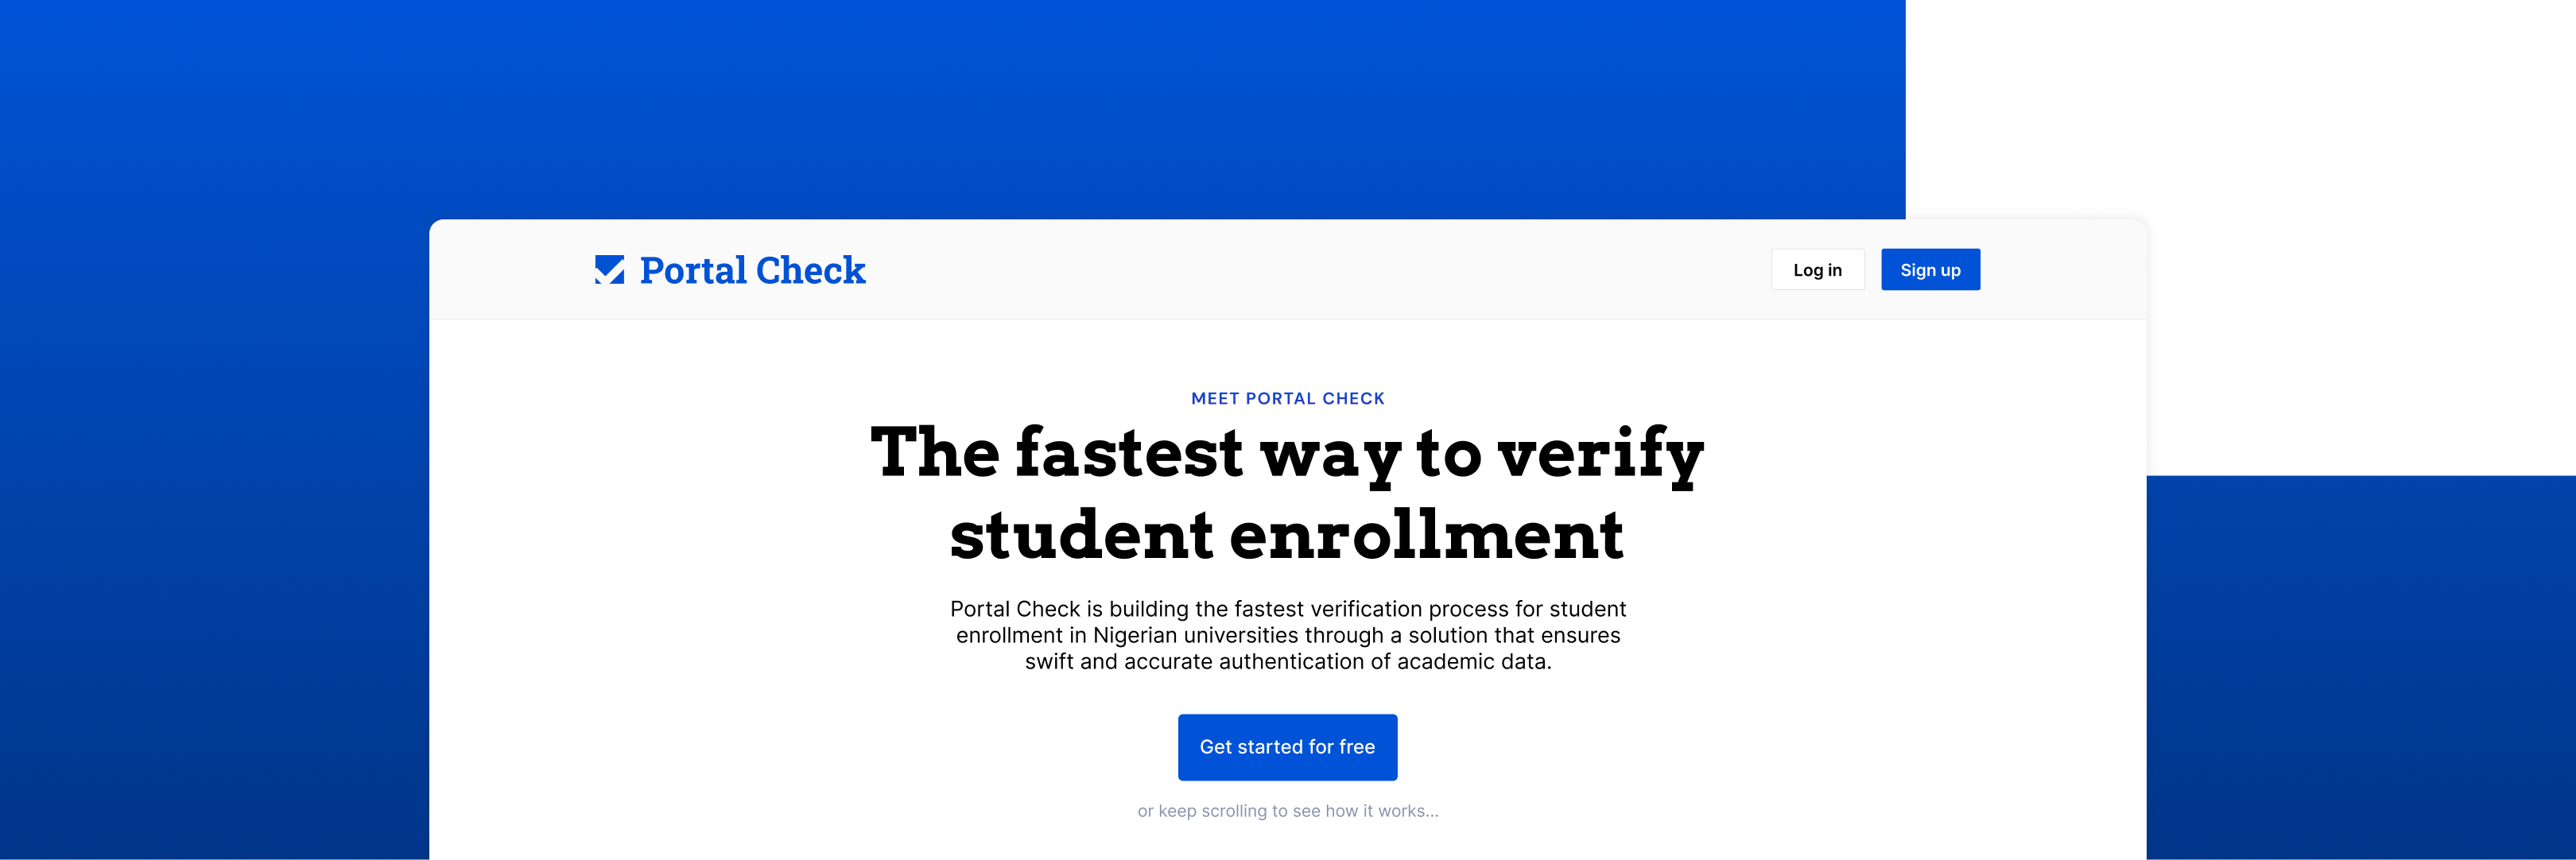 Portal Check
Log in
Sign up
MEET PORTAL CHECK
The fastest way to verify
student enrollment
Portal Check is building the fastest verification process for student
enrollment in Nigerian universities through a solution that ensures
swift and accurate authentication of academic data.
Get started for free
or keep scrolling to see how it works...